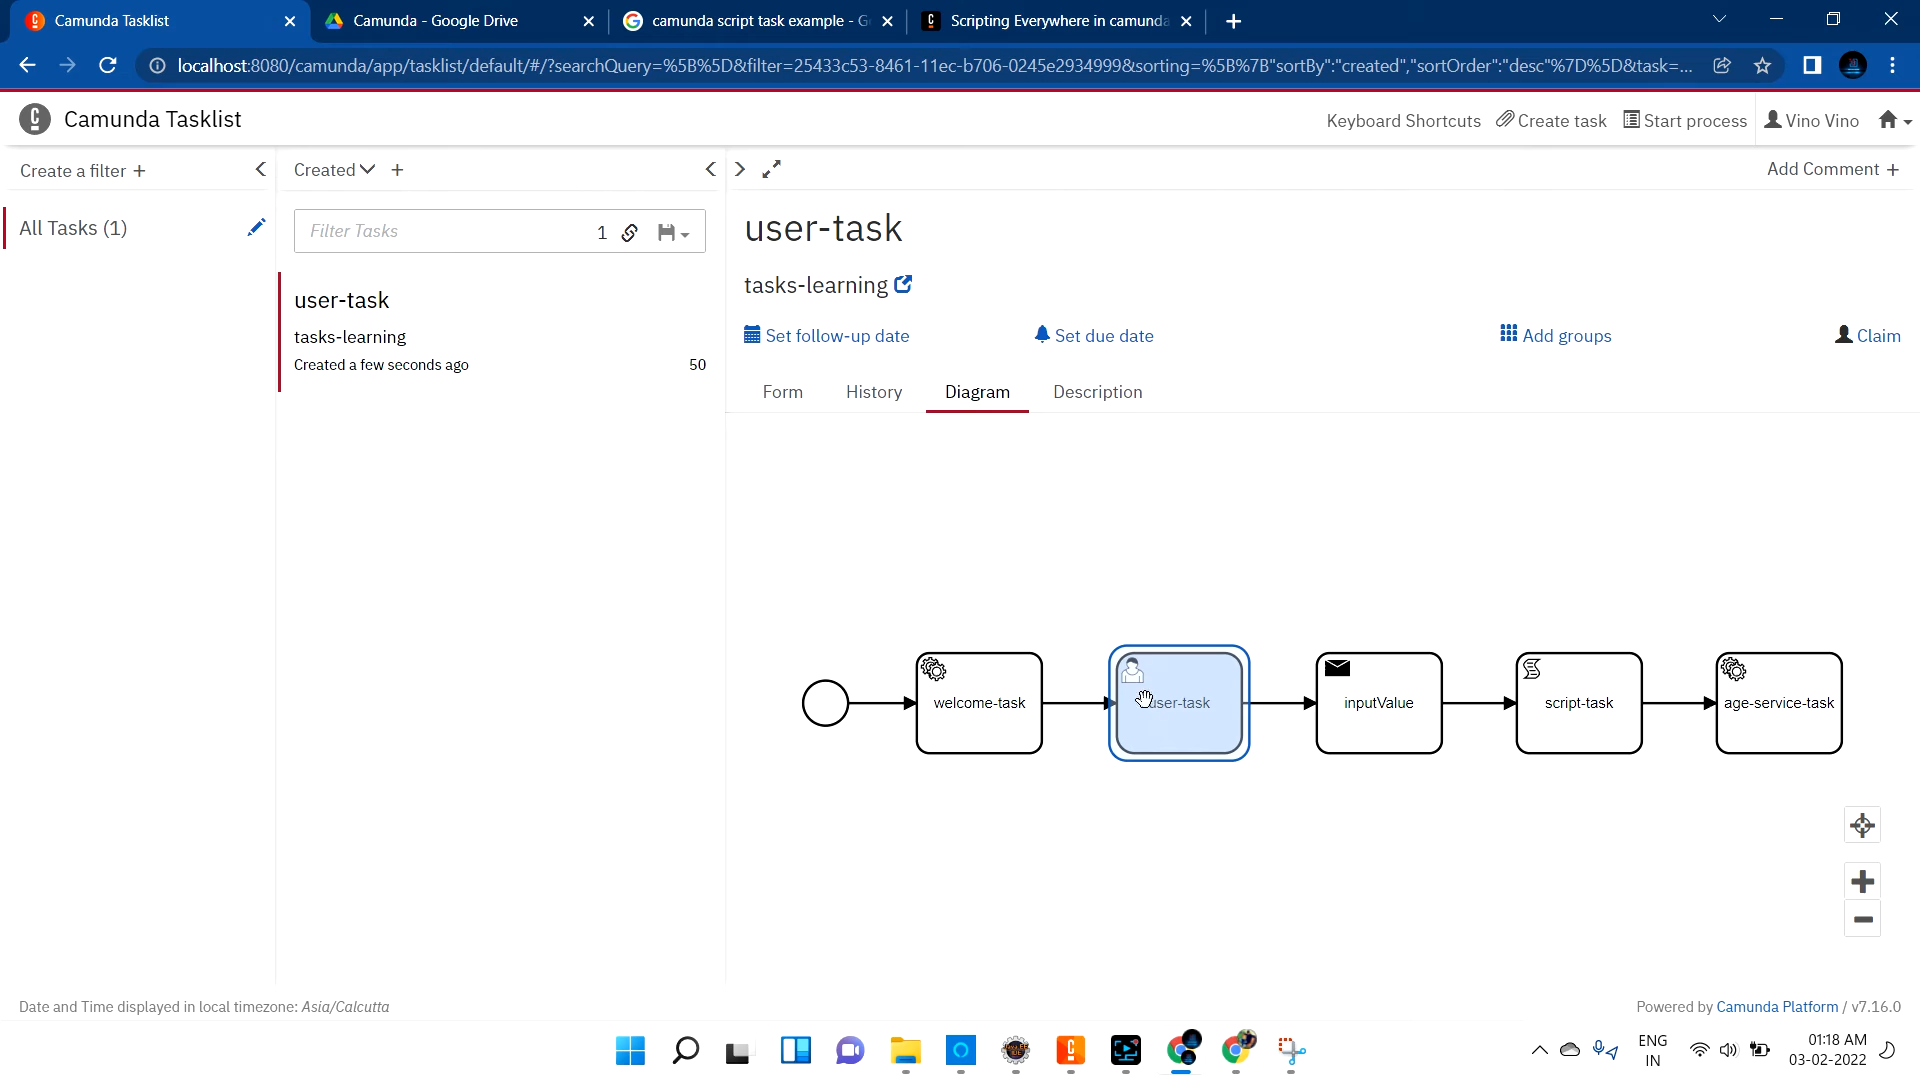 Camunda Tasklist
Camunda - Google Drive
camunda script task example - G
Scripting Everywhere in camunda
localhost:8080/camunda/app/tasklist/default/#/?searchQuery=%5B%5D&filter=25433c53-8461-11ec-b706-0245e2934999&sorting=%5B%7B"sortBy":"created","sortOrder":"desc"%7D%5D&task=...
Camunda Tasklist
Keyboard Shortcuts
Create task
Start process
Vino Vino
Create a filter +
Created
+
Add Comment +
All Tasks (1)
Filter Tasks
1
user-task
tasks-learning
Created a few seconds ago
50
user-task
tasks-learning
Set follow-up date
Set due date
Add groups
Claim
Form
History
Diagram
Description
welcome-task
user-task
inputValue
script-task
age-service-task
Date and Time displayed in local timezone: Asia/Calcutta
Powered by Camunda Platform / v7.16.0
ENG
IN
01:18 AM
03-02-2022